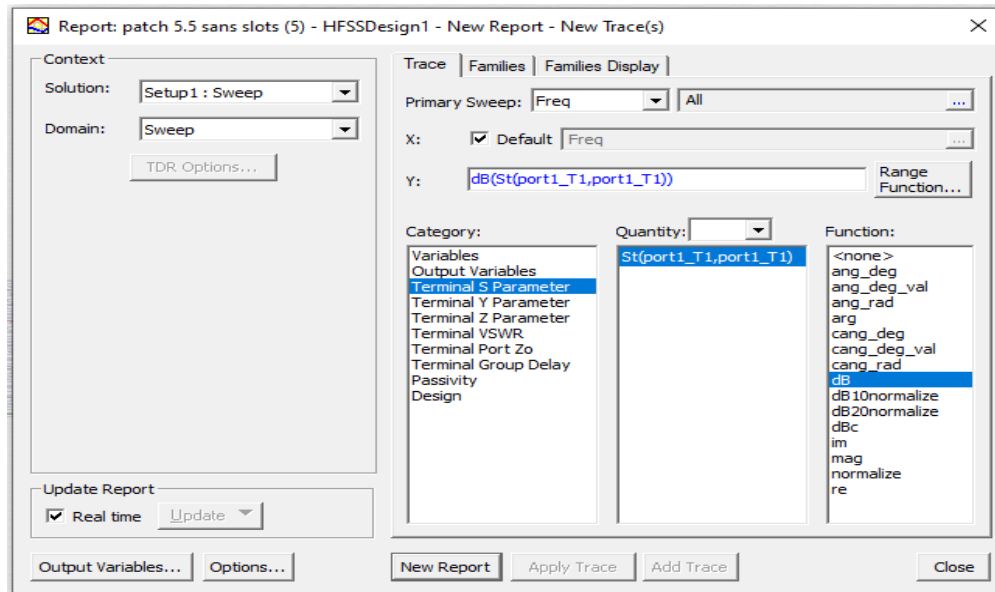 Report: patch 5.5 sans slots (5) - HFSSDesign1 - New Report - New Trace(s)
Context
Solution: Setup1 : Sweep
Domain: Sweep
TDR Options...
Update Report
Real time Update
Output Variables... Options...
Trace Families Families Display
Primary Sweep: Freq All ...
X: Default Freq ...
Y: dB(St(port1_T1,port1_T1)) Range Function...
Category:
Variables
Output Variables
Terminal S Parameter
Terminal Y Parameter
Terminal Z Parameter
Terminal VSWR
Terminal Port Zo
Terminal Group Delay
Passivity
Design
Quantity:
St(port1_T1,port1_T1)
Function:
<none>
ang_deg
ang_deg_val
ang_rad
arg
cang_deg
cang_deg_val
cang_rad
dB
dB10normalize
dB20normalize
dBc
im
mag
normalize
re
New Report Apply Trace Add Trace Close